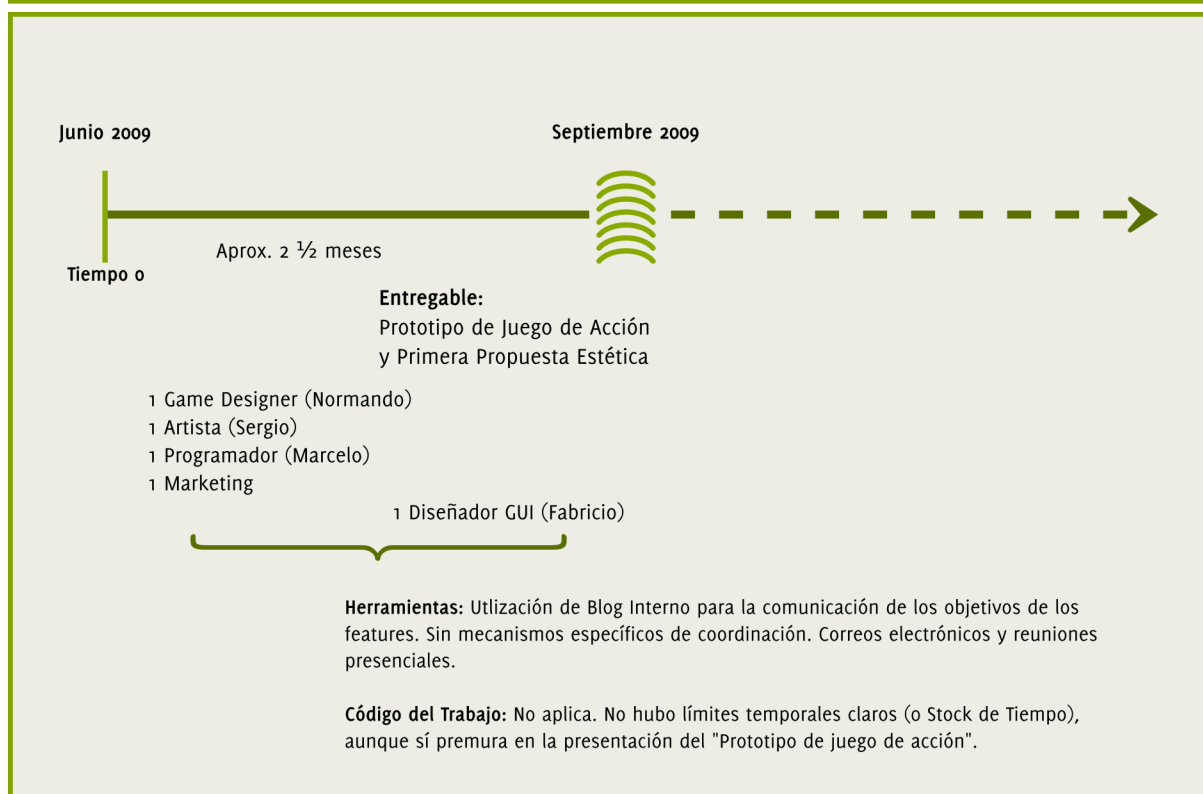 Junio 2009
Septiembre 2009
Aprox. 2 ½ meses
Tiempo 0
Entregable:
Prototipo de Juego de Acción
y Primera Propuesta Estética
1 Game Designer (Normando)
1 Artista (Sergio)
1 Programador (Marcelo)
1 Marketing
1 Diseñador GUI (Fabricio)
Herramientas: Utlización de Blog Interno para la comunicación de los objetivos de los
features. Sin mecanismos específicos de coordinación. Correos electrónicos y reuniones
presenciales.
Código del Trabajo: No aplica. No hubo límites temporales claros (o Stock de Tiempo),
aunque sí premura en la presentación del "Prototipo de juego de acción".